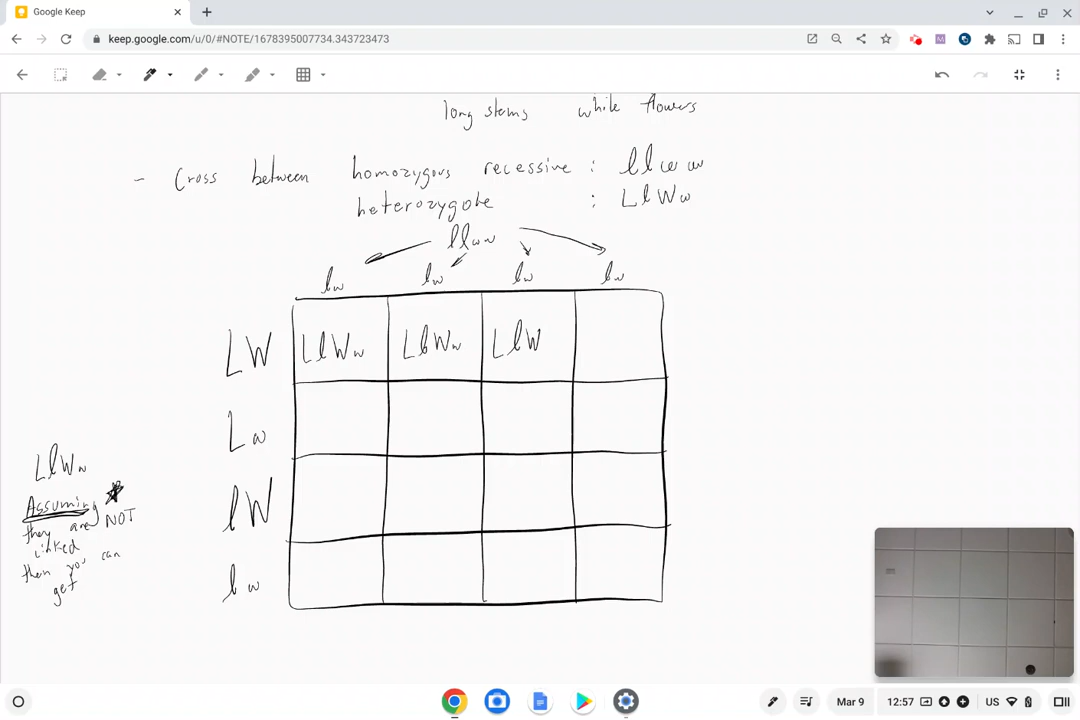 Google Keep
keep.google.com/u/0/#NOTE/1678395007734.343723473
long stems while flowers
- Cross between homozygous recessive : llww
heterozygote : LlWw
llww
lw lw lw lw
LW LlWw LlWw LlW
Lw
lW
lw
LlWw
Assuming
they are NOT
linked
then you can
get
Mar 9 12:57 US